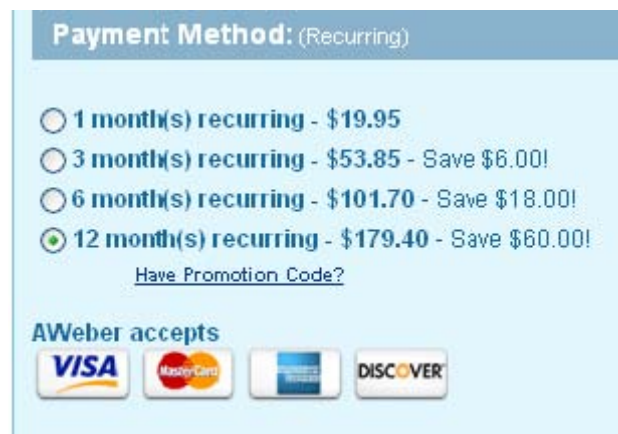 Payment Method: (Recurring)
1 month(s) recurring - $19.95
3 month(s) recurring - $53.85 - Save $6.00!
6 month(s) recurring - $101.70 - Save $18.00!
12 month(s) recurring - $179.40 - Save $60.00!
Have Promotion Code?
AWeber accepts
VISA MasterCard DISCOVER